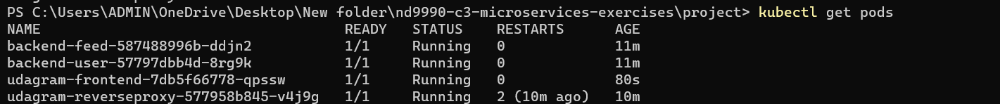 PS C:\Users\ADMIN\OneDrive\Desktop\New folder\nd9990-c3-microservices-exercises\project> kubectl get pods
NAME READY STATUS RESTARTS AGE
backend-feed-587488996b-ddjn2 1/1 Running 0 11m
backend-user-57797dbb4d-8rg9k 1/1 Running 0 11m
udagram-frontend-7db5f66778-qpssw 1/1 Running 0 80s
udagram-reverseproxy-577958b845-v4j9g 1/1 Running 2 (10m ago) 10m